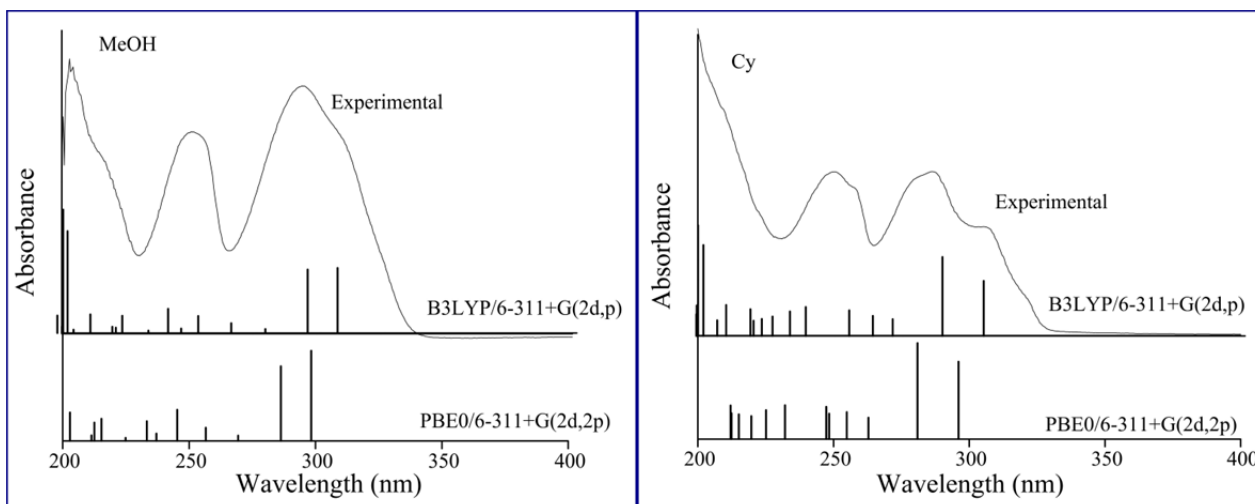 MeOH
Experimental
Absorbance
B3LYP/6-311+G(2d,p)
PBE0/6-311+G(2d,2p)
200 250 300 350 400
Wavelength (nm)
Cy
Experimental
Absorbance
B3LYP/6-311+G(2d,p)
PBE0/6-311+G(2d,2p)
200 250 300 350 400
Wavelength (nm)